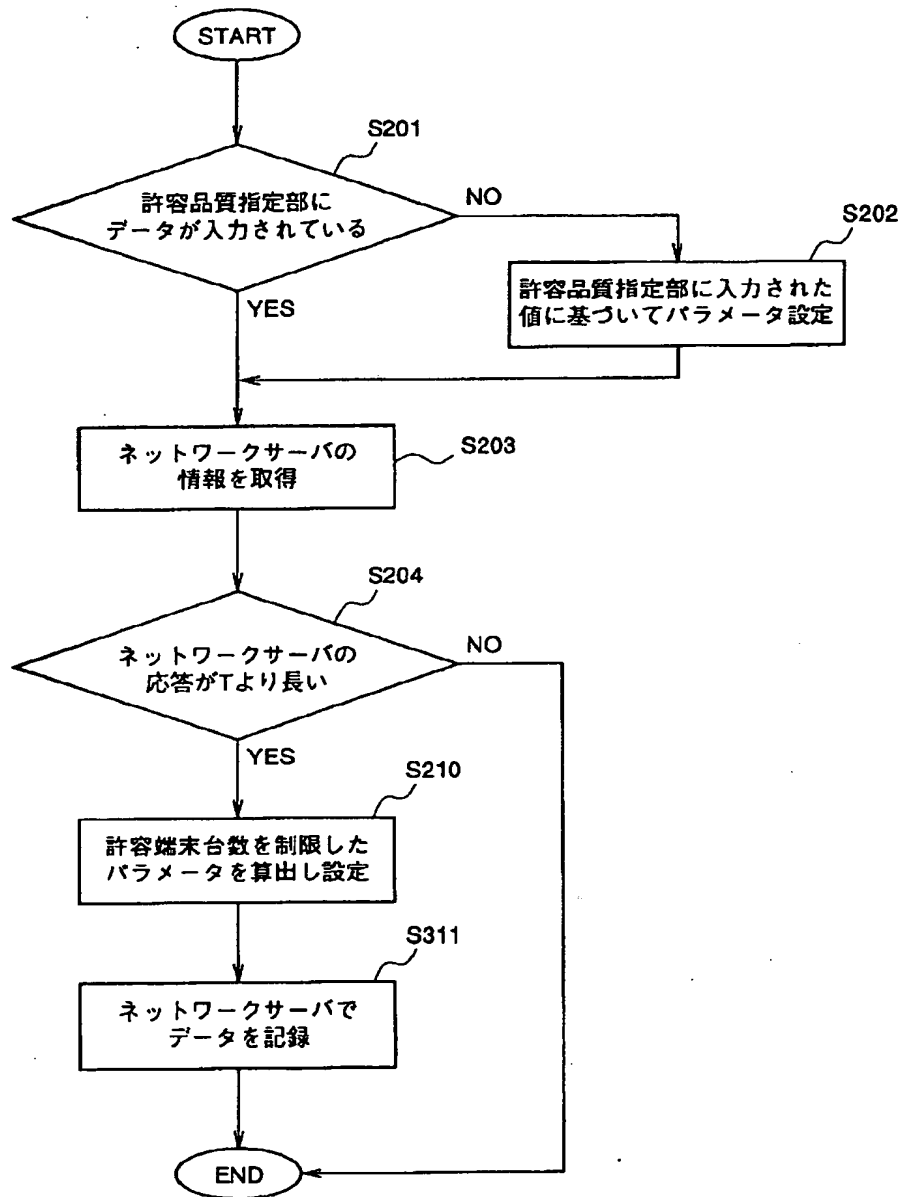 START
S201
許容品質指定部に
データが入力されている
NO
S202
許容品質指定部に入力された
値に基づいてパラメータ設定
YES
ネットワークサーバの
情報を取得
S203
S204
ネットワークサーバの
応答がTより長い
NO
YES
S210
許容端末台数を制限した
パラメータを算出し設定
S311
ネットワークサーバで
データを記録
END